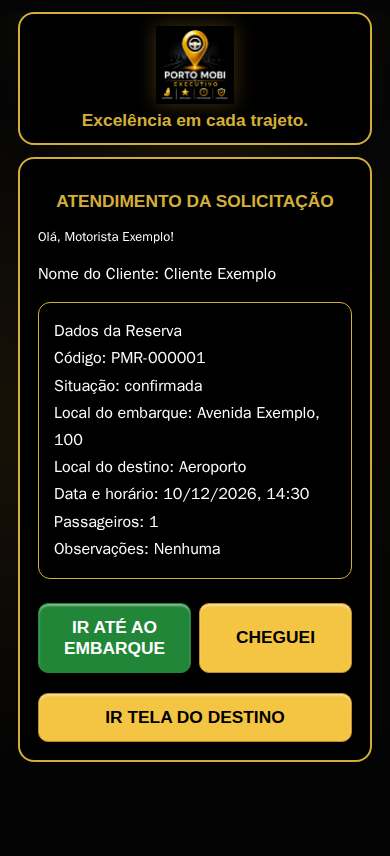 PORTO MOBI
EXECUTIVO
Excelência em cada trajeto.
ATENDIMENTO DA SOLICITAÇÃO
Olá, Motorista Exemplo!
Nome do Cliente: Cliente Exemplo
Dados da Reserva
Código: PMR-000001
Situação: confirmada
Local do embarque: Avenida Exemplo,
100
Local do destino: Aeroporto
Data e horário: 10/12/2026, 14:30
Passageiros: 1
Observações: Nenhuma
IR ATÉ AO
EMBARQUE
CHEGUEI
IR TELA DO DESTINO